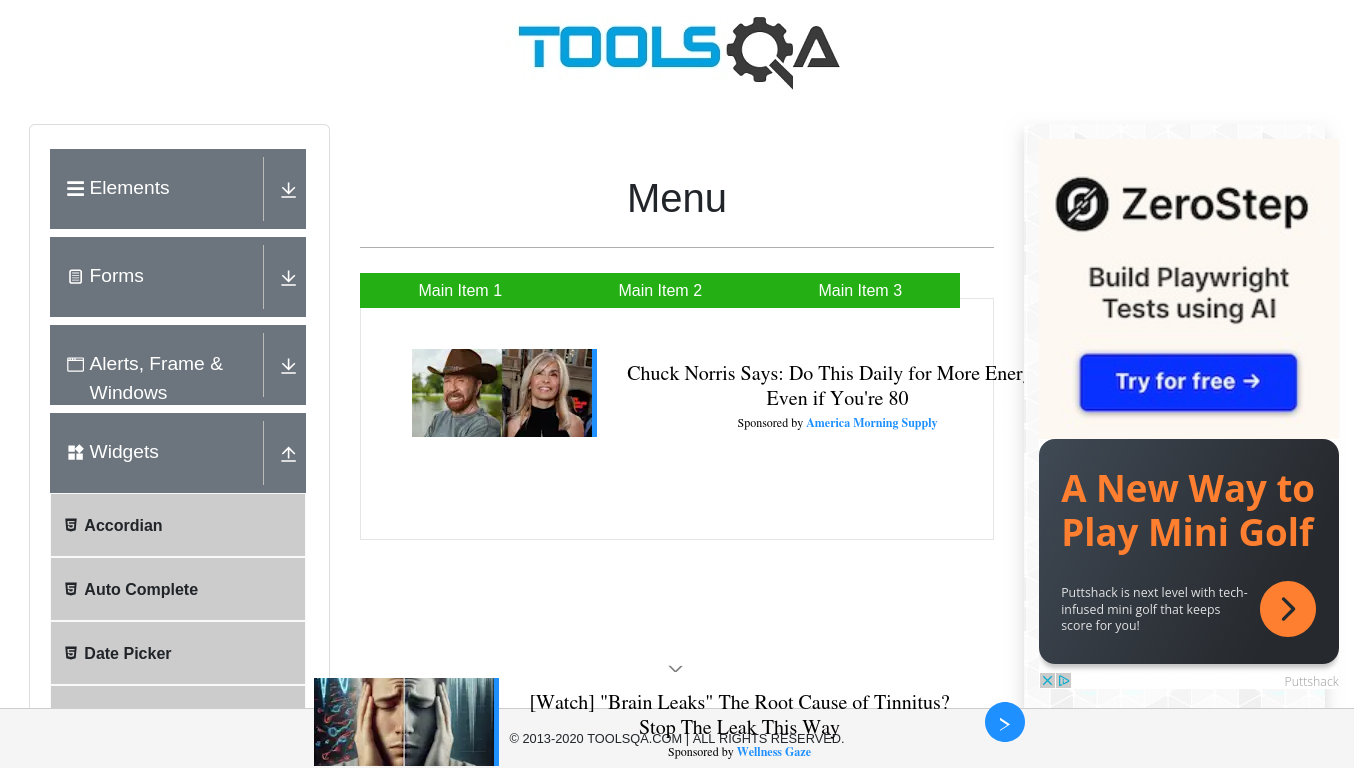 TOOLSQA
Elements
Forms
Alerts, Frame &
Windows
Widgets
Accordian
Auto Complete
Date Picker
Menu
Main Item 1
Main Item 2
Main Item 3
Chuck Norris Says: Do This Daily for More Energy
Even if You're 80
Sponsored by America Morning Supply
ZeroStep
Build Playwright
Tests using AI
Try for free →
A New Way to
Play Mini Golf
Puttshack is next level with tech-
infused mini golf that keeps
score for you!
Puttshack
[Watch] "Brain Leaks" The Root Cause of Tinnitus?
Stop The Leak This Way
© 2013-2020 TOOLSQA.COM | ALL RIGHTS RESERVED.
Sponsored by Wellness Gaze